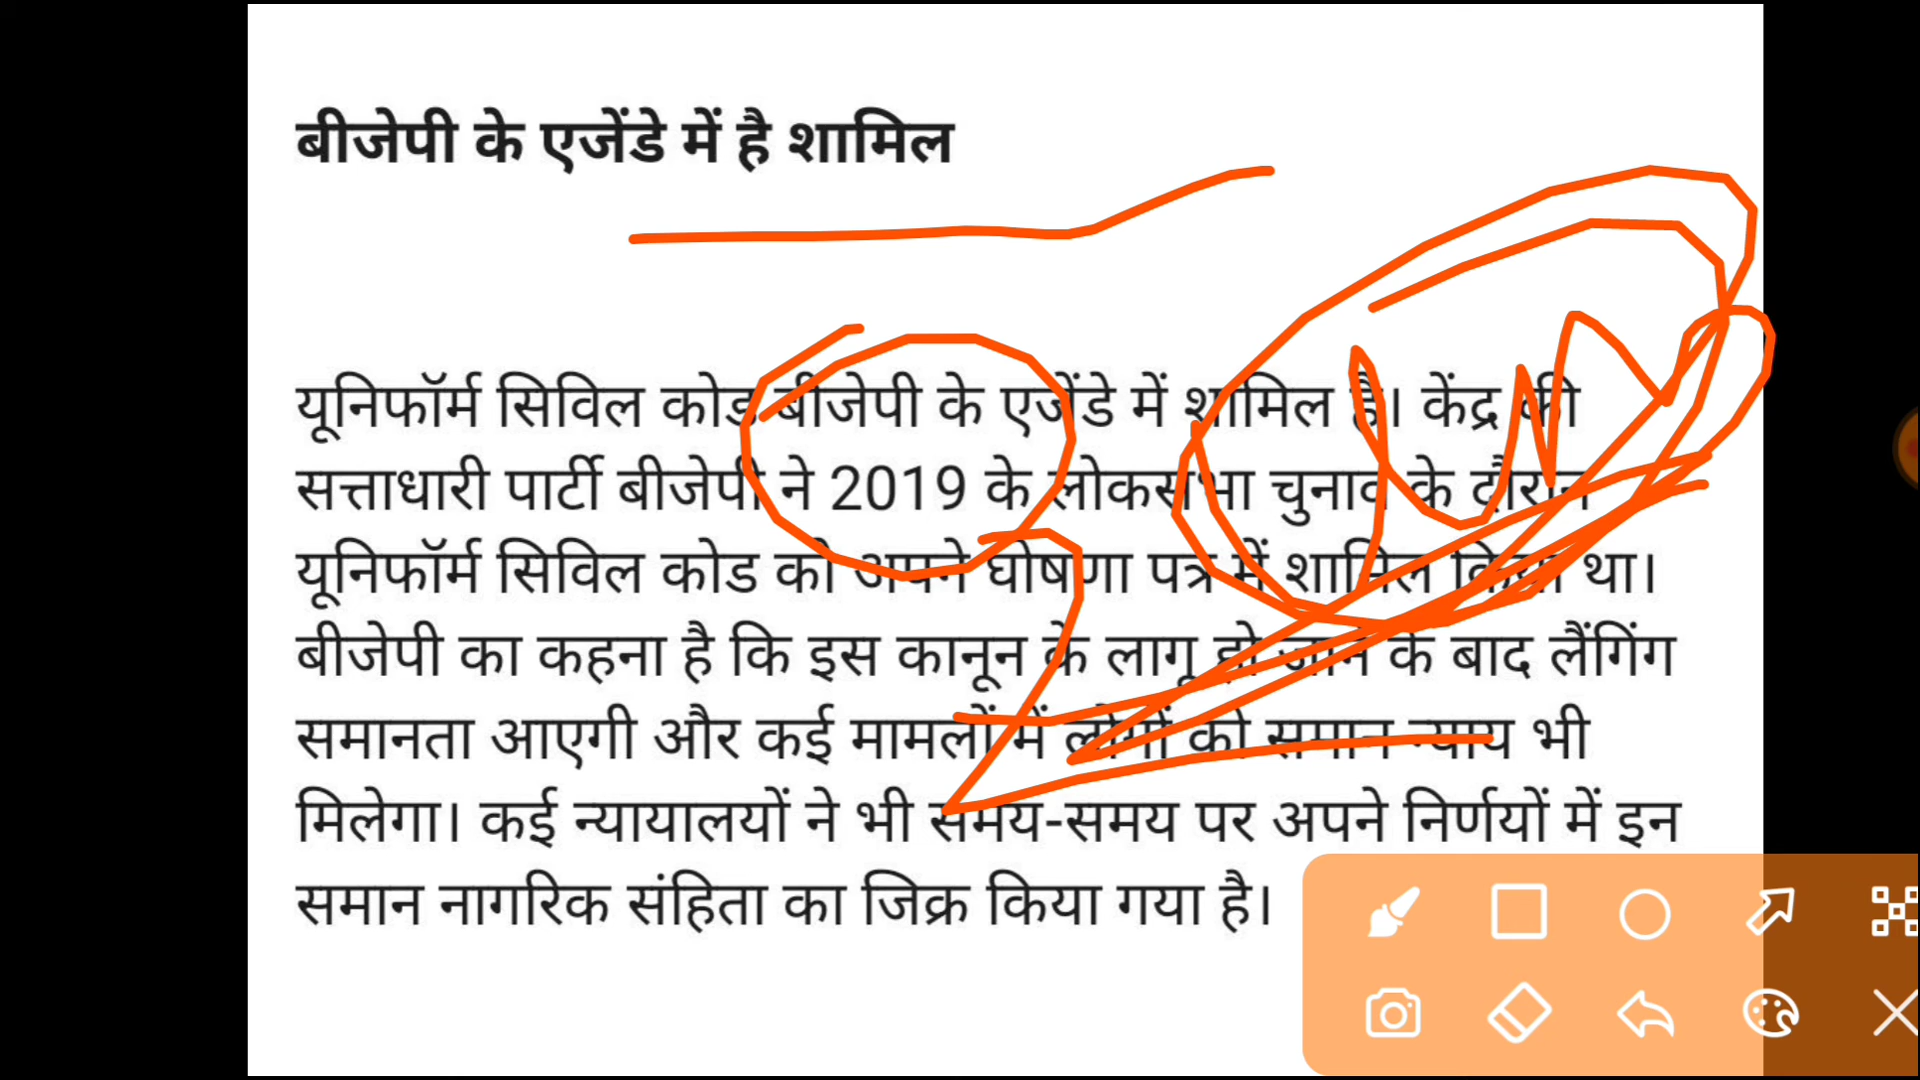 बीजेपी के एजेंडे में है शामिल
यूनिफॉर्म सिविल कोड बीजेपी के एजेंडे में शामिल है। केंद्र की
सत्ताधारी पार्टी बीजेपी ने 2019 के लोकसभा चुनाव के दौरान
यूनिफॉर्म सिविल कोड को अपने घोषणा पत्र में शामिल किया था।
बीजेपी का कहना है कि इस कानून के लागू हो जाने के बाद लैंगिंग
समानता आएगी और कई मामलों में लोगों को समान न्याय भी
मिलेगा। कई न्यायालयों ने भी समय-समय पर अपने निर्णयों में इन
समान नागरिक संहिता का जिक्र किया गया है।